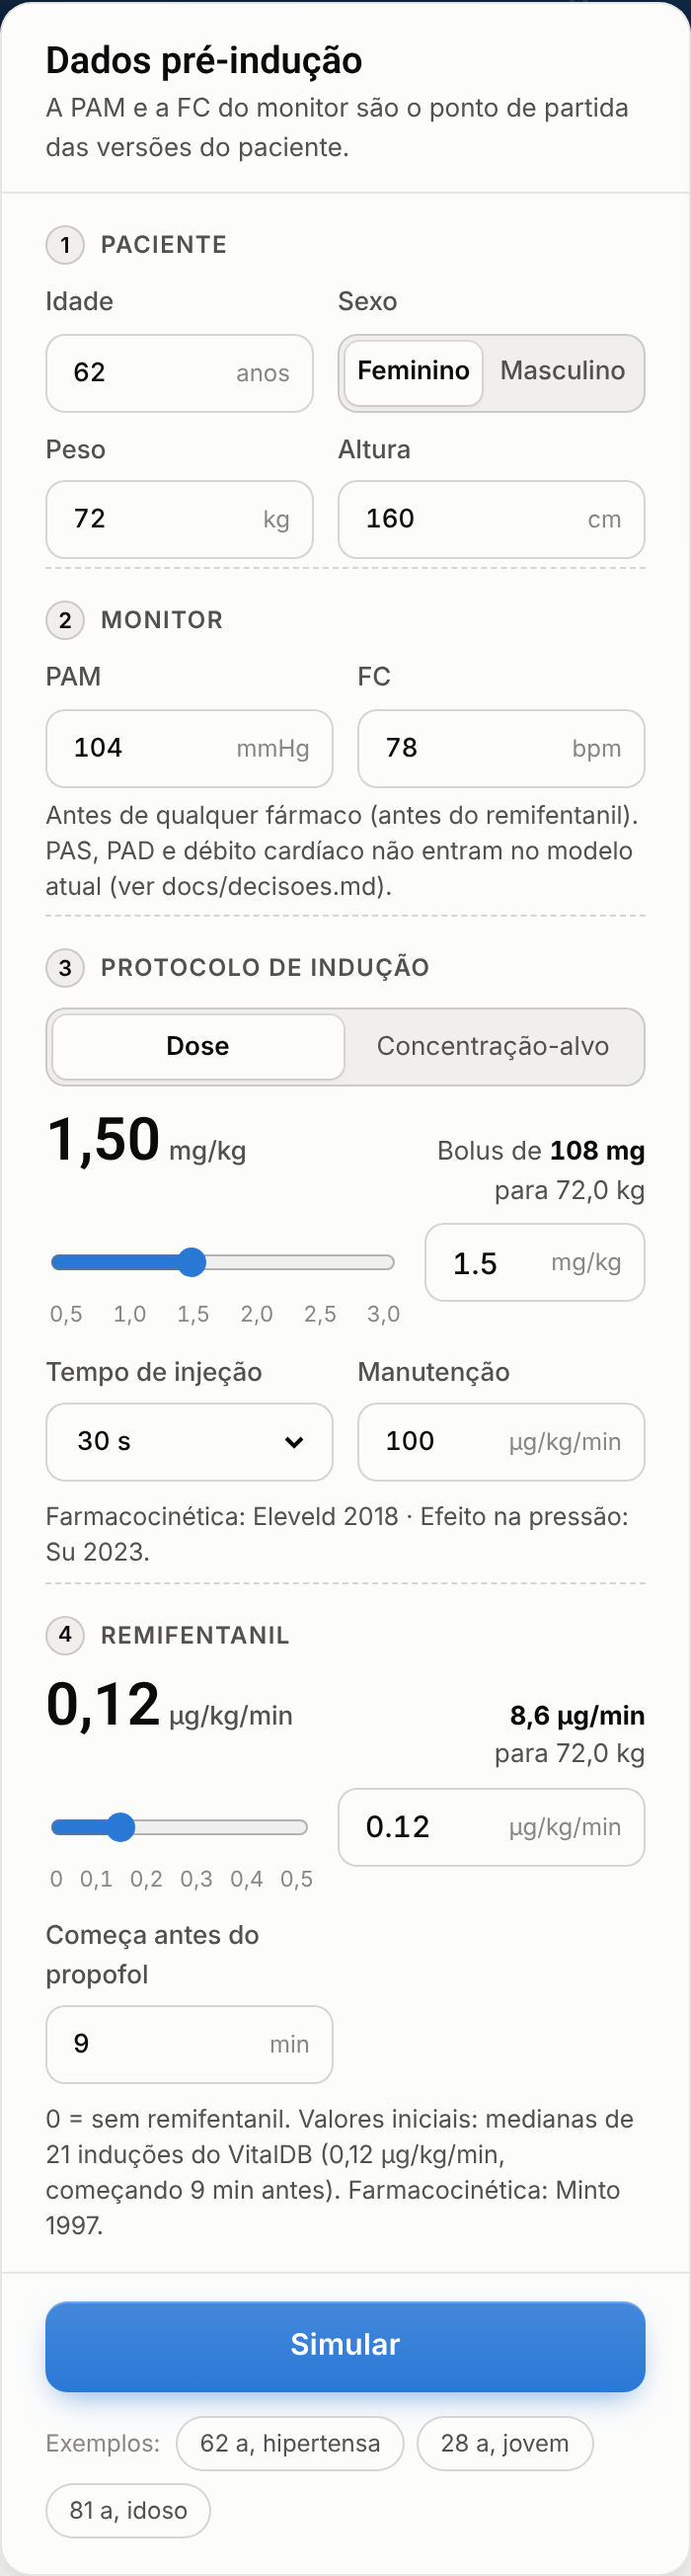 Dados pré-indução
A PAM e a FC do monitor são o ponto de partida
das versões do paciente.
1 PACIENTE
Idade Sexo
62 anos Feminino Masculino
Peso Altura
72 kg 160 cm
2 MONITOR
PAM FC
104 mmHg 78 bpm
Antes de qualquer fármaco (antes do remifentanil).
PAS, PAD e débito cardíaco não entram no modelo
atual (ver docs/decisoes.md).
3 PROTOCOLO DE INDUÇÃO
Dose Concentração-alvo
1,50 mg/kg Bolus de 108 mg
para 72,0 kg
1.5 mg/kg
0,5 1,0 1,5 2,0 2,5 3,0
Tempo de injeção Manutenção
30 s 100 µg/kg/min
Farmacocinética: Eleveld 2018 · Efeito na pressão:
Su 2023.
4 REMIFENTANIL
0,12 µg/kg/min 8,6 µg/min
para 72,0 kg
0.12 µg/kg/min
0 0,1 0,2 0,3 0,4 0,5
Começa antes do
propofol
9 min
0 = sem remifentanil. Valores iniciais: medianas de
21 induções do VitalDB (0,12 µg/kg/min,
começando 9 min antes). Farmacocinética: Minto
1997.
Simular
Exemplos: 62 a, hipertensa 28 a, jovem
81 a, idoso